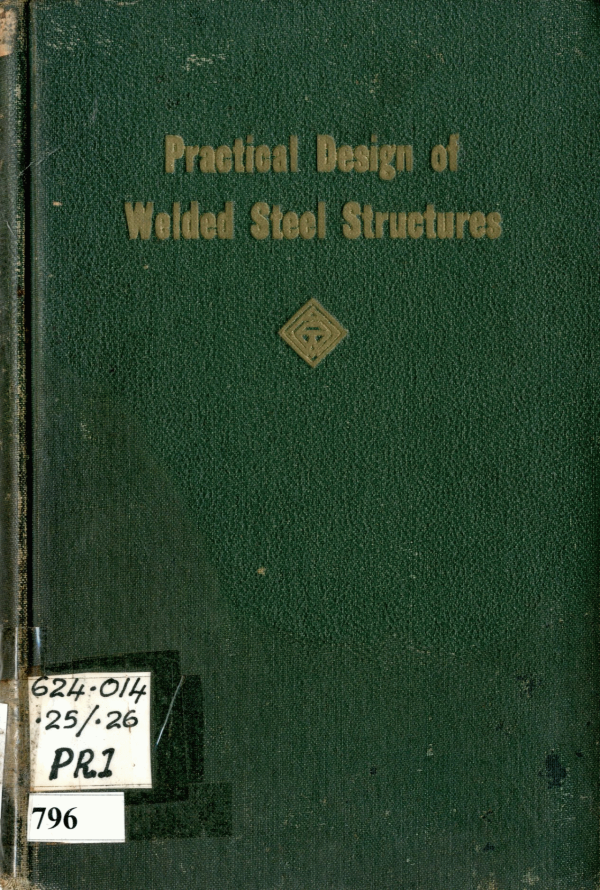 Practical Design of
Welded Steel Structures
624.014
.25/.26
PRI
796